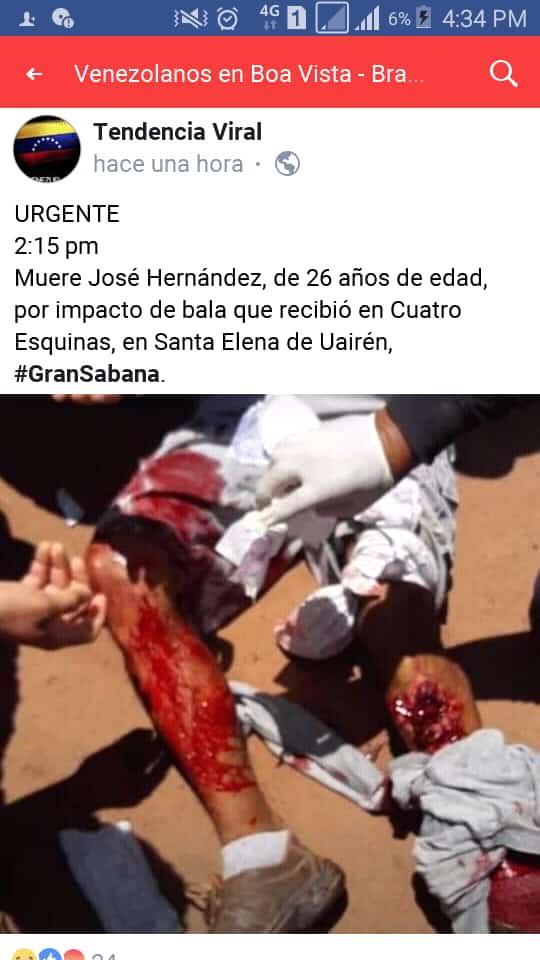 4G 1 6% 4:34 PM
Venezolanos en Boa Vista - Bra...
Tendencia Viral
hace una hora ·
URGENTE
2:15 pm
Muere José Hernández, de 26 años de edad,
por impacto de bala que recibió en Cuatro
Esquinas, en Santa Elena de Uairén,
#GranSabana.